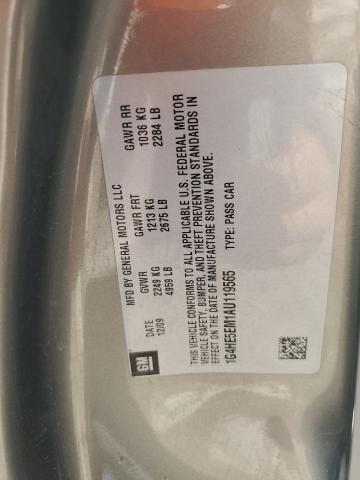 MFD BY GENERAL MOTORS LLC
DATE GVWR GAWR FRT GAWR RR
12/09 2249 KG 1213 KG 1036 KG
4959 LB 2675 LB 2284 LB
GM
THIS VEHICLE CONFORMS TO ALL APPLICABLE U.S. FEDERAL MOTOR
VEHICLE SAFETY, BUMPER, AND THEFT PREVENTION STANDARDS IN
EFFECT ON THE DATE OF MANUFACTURE SHOWN ABOVE.
1G4HE5EM1AU119565 TYPE: PASS CAR